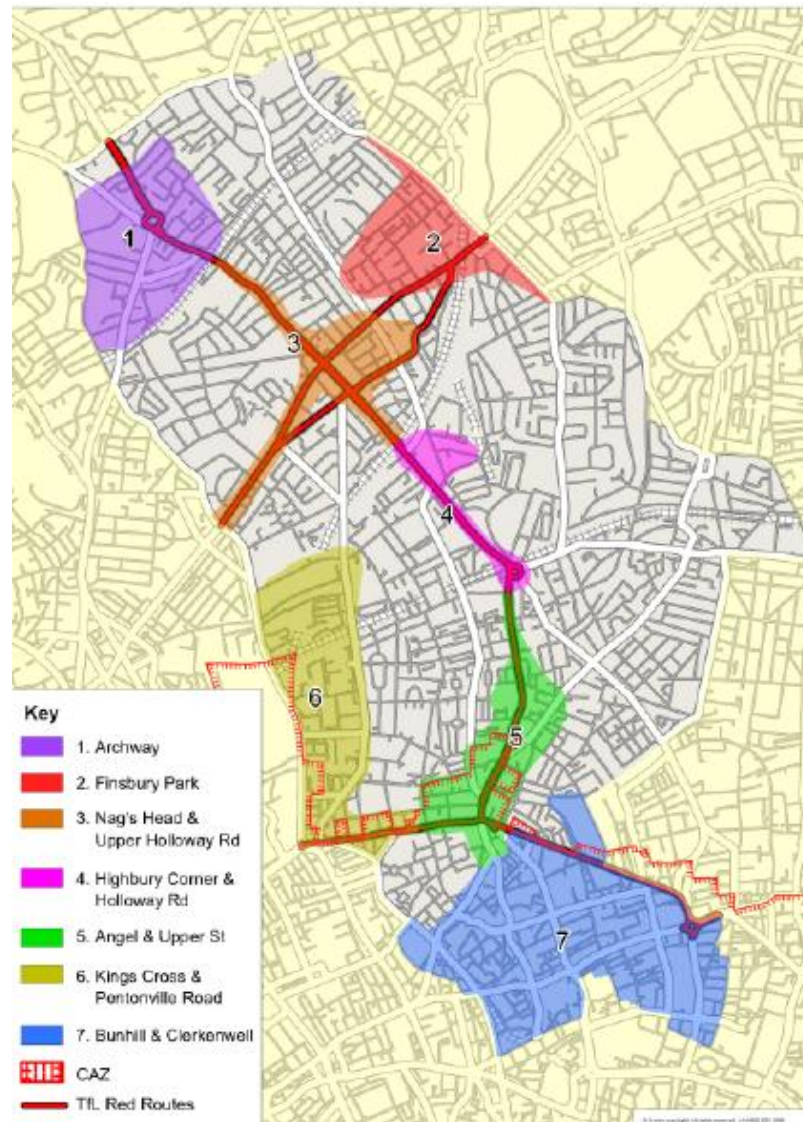 1
2
3
4
5
6
7
Key
1. Archway
2. Finsbury Park
3. Nag's Head &
Upper Holloway Rd
4. Highbury Corner &
Holloway Rd
5. Angel & Upper St
6. Kings Cross &
Pentonville Road
7. Bunhill & Clerkenwell
CAZ
TfL Red Routes